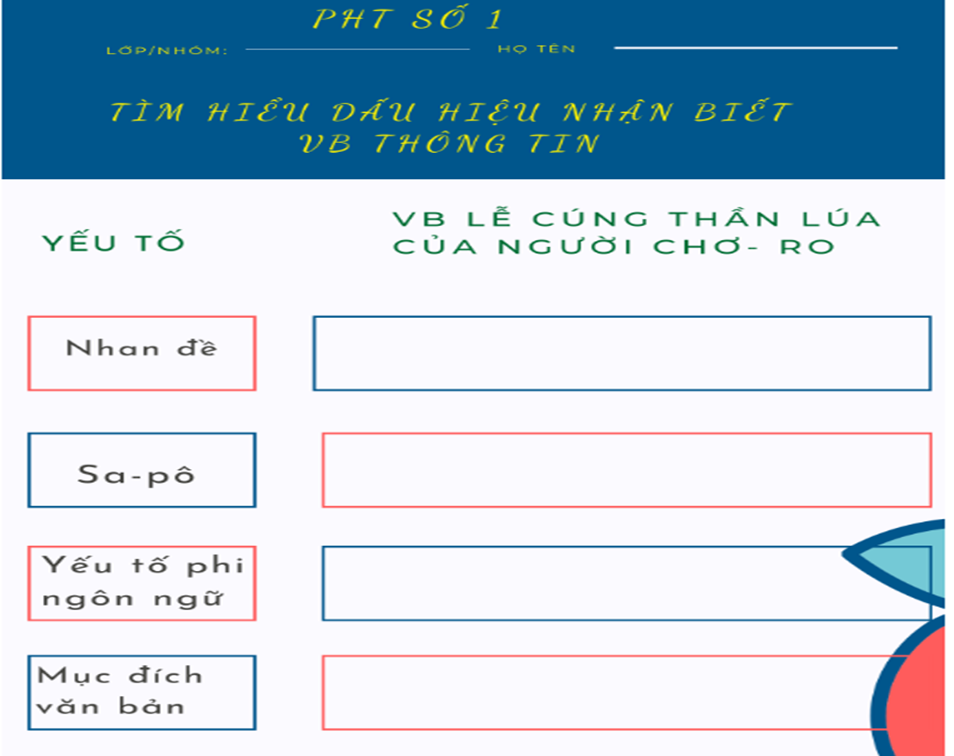 PHT SỐ 1
LỚP/NHÓM: HỌ TÊN
TÌM HIỂU DẤU HIỆU NHẬN BIẾT
VB THÔNG TIN
YẾU TỐ
VB LỄ CÚNG THẦN LÚA
CỦA NGƯỜI CHƠ- RO
Nhan đề
Sa-pô
Yếu tố phi
ngôn ngữ
Mục đích
văn bản